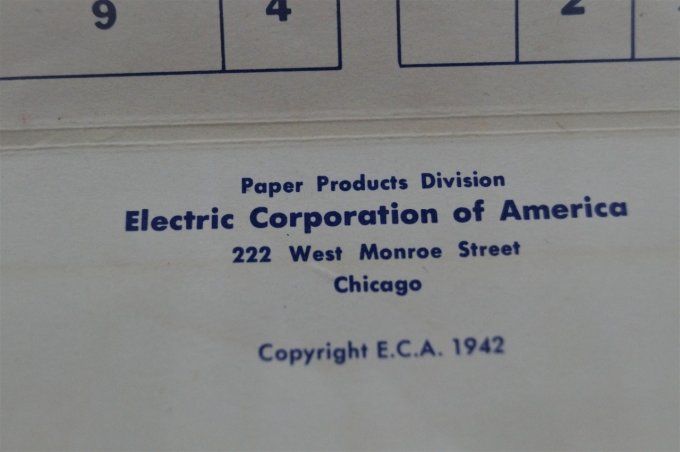 9 4 2
Paper Products Division
Electric Corporation of America
222 West Monroe Street
Chicago
Copyright E.C.A. 1942